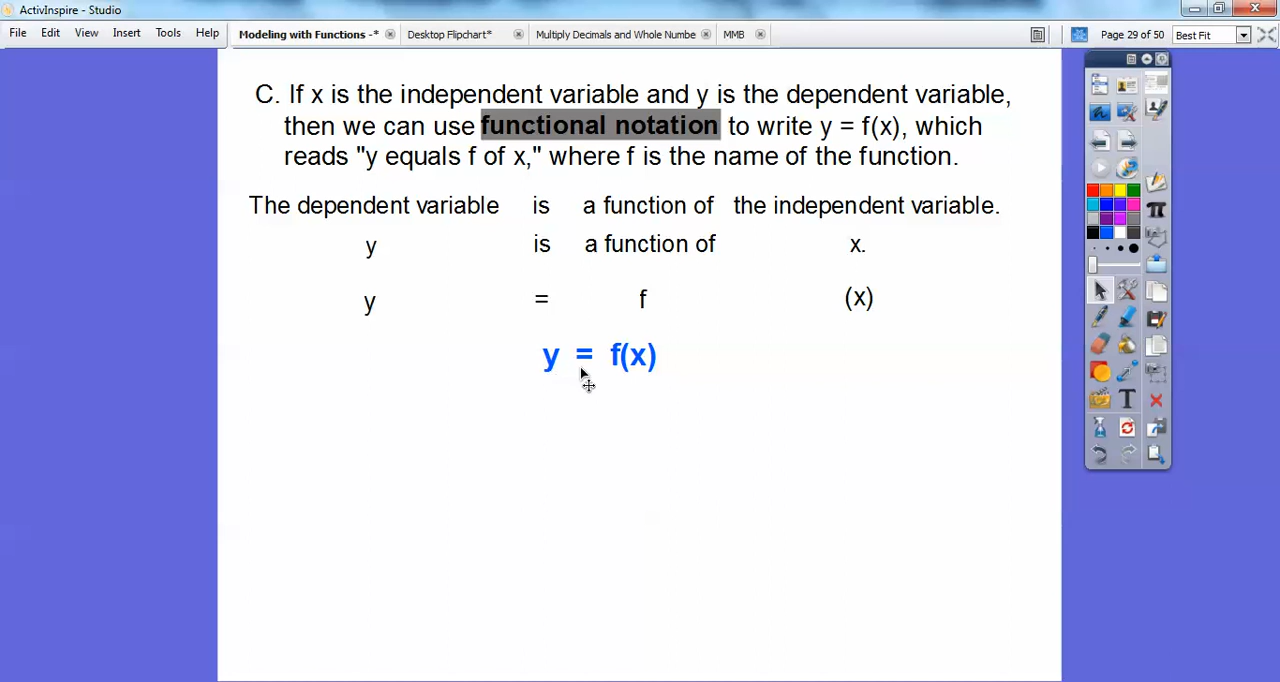 ActivInspire - Studio
File Edit View Insert Tools Help
Modeling with Functions -* Desktop Flipchart* Multiply Decimals and Whole Numbe MMB Page 29 of 50 Best Fit
C. If x is the independent variable and y is the dependent variable,
then we can use functional notation to write y = f(x), which
reads "y equals f of x," where f is the name of the function.
The dependent variable is a function of the independent variable.
y is a function of x.
y = f (x)
y = f(x)